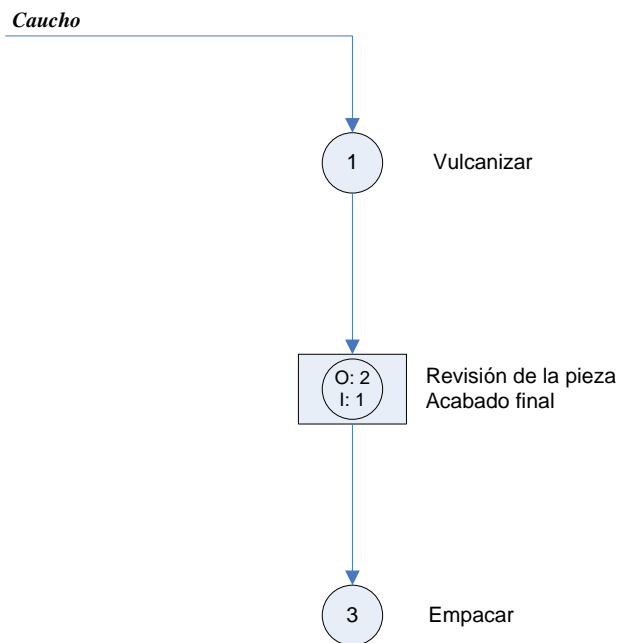 Caucho
1
Vulcanizar
O: 2
I: 1
Revisión de la pieza
Acabado final
3
Empacar